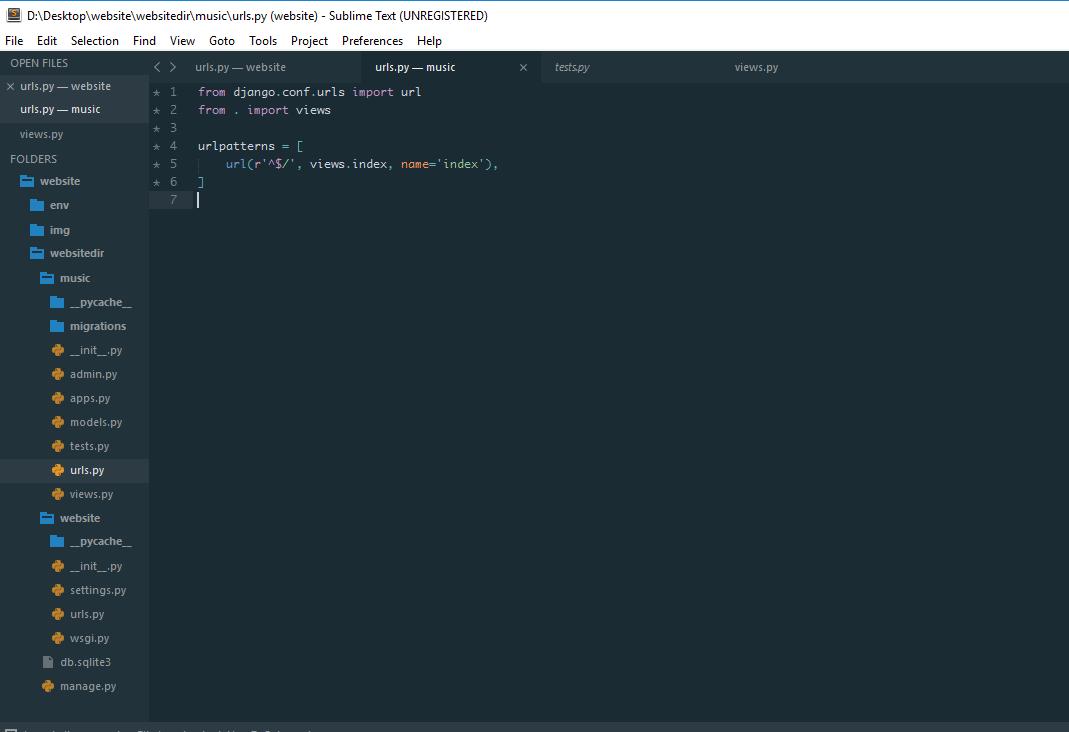 D:\Desktop\website\websitedir\music\urls.py (website) - Sublime Text (UNREGISTERED)
File Edit Selection Find View Goto Tools Project Preferences Help
OPEN FILES
urls.py — website
urls.py — music
views.py
FOLDERS
website
env
img
websitedir
music
__pycache__
migrations
__init__.py
admin.py
apps.py
models.py
tests.py
urls.py
views.py
website
__pycache__
__init__.py
settings.py
urls.py
wsgi.py
db.sqlite3
manage.py
urls.py — website urls.py — music tests.py views.py
1 from django.conf.urls import url
2 from . import views
3
4 urlpatterns = [
5 url(r'^$/', views.index, name='index'),
6 ]
7